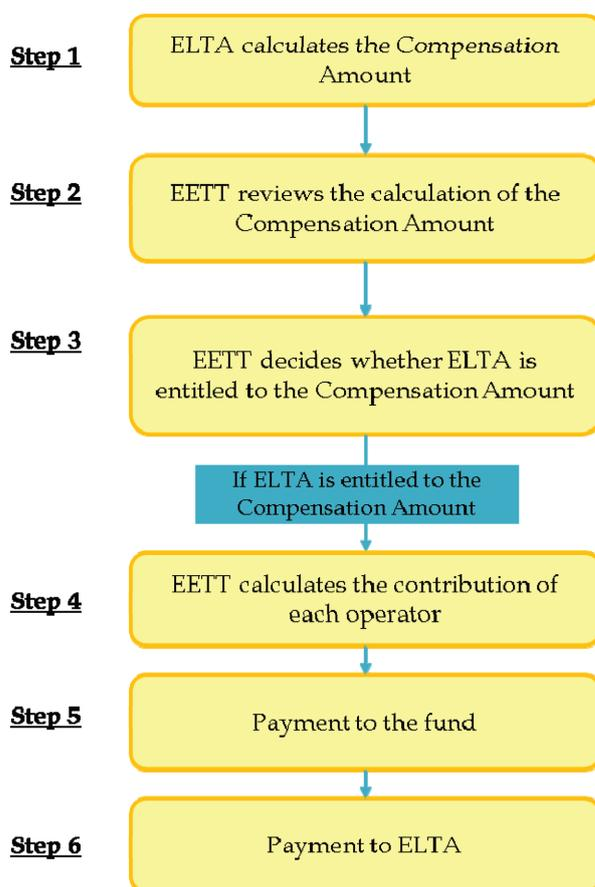 Step 1
ELTA calculates the Compensation
Amount
Step 2
EETT reviews the calculation of the
Compensation Amount
Step 3
EETT decides whether ELTA is
entitled to the Compensation Amount
If ELTA is entitled to the
Compensation Amount
Step 4
EETT calculates the contribution of
each operator
Step 5
Payment to the fund
Step 6
Payment to ELTA